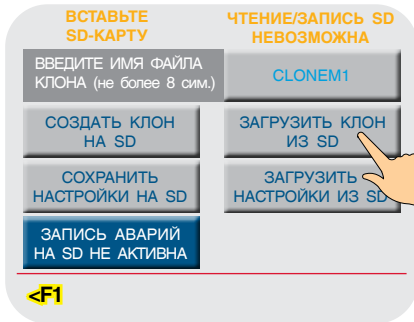 ВСТАВЬТЕ
SD-КАРТУ
ЧТЕНИЕ/ЗАПИСЬ SD
НЕВОЗМОЖНА
ВВЕДИТЕ ИМЯ ФАЙЛА
КЛОНА (не более 8 сим.)
CLONEM1
СОЗДАТЬ КЛОН
НА SD
ЗАГРУЗИТЬ КЛОН
ИЗ SD
СОХРАНИТЬ
НАСТРОЙКИ НА SD
ЗАГРУЗИТЬ
НАСТРОЙКИ ИЗ SD
ЗАПИСЬ АВАРИЙ
НА SD НЕ АКТИВНА
<F1